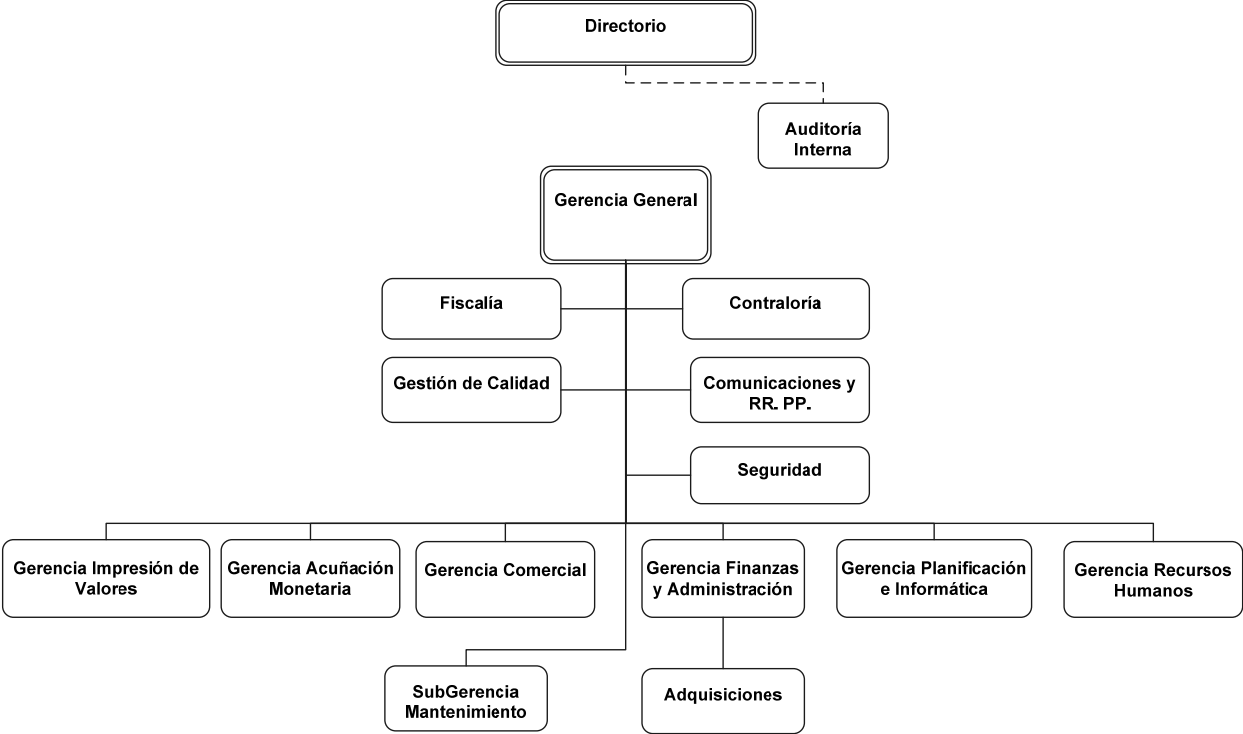 Directorio
Auditoría
Interna
Gerencia General
Fiscalía
Contraloría
Gestión de Calidad
Comunicaciones y
RR. PP.
Seguridad
Gerencia Impresión de
Valores
Gerencia Acuñación
Monetaria
Gerencia Comercial
Gerencia Finanzas
y Administración
Gerencia Planificación
e Informática
Gerencia Recursos
Humanos
SubGerencia
Mantenimiento
Adquisiciones